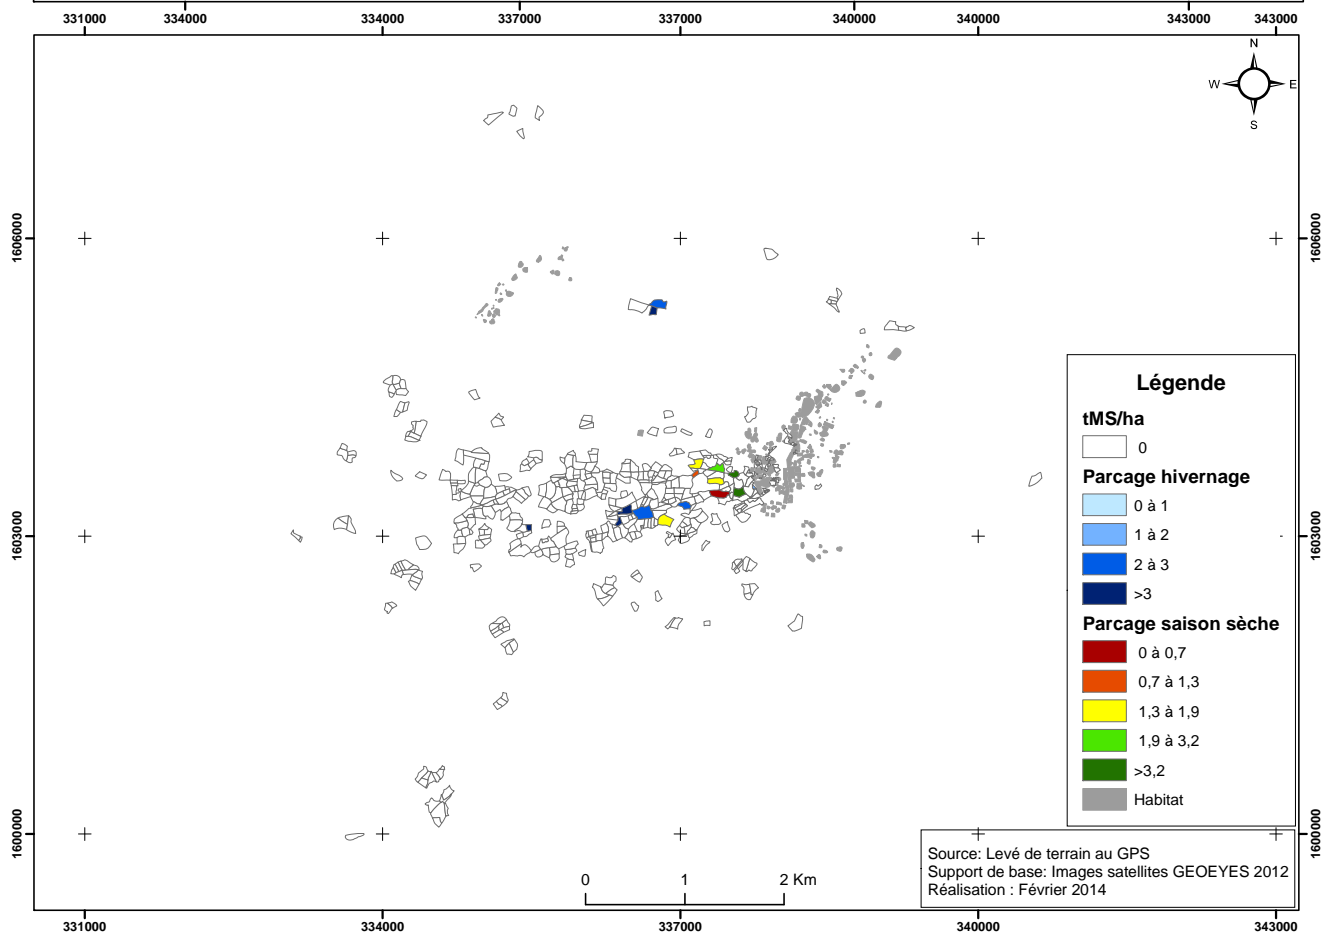 331000 334000 337000 340000 343000
334000 337000 340000 343000
N
W E
S
1606000 1606000
1603000 1603000
1600000 1600000
Légende
tMS/ha
0
Parcage hivernage
0 à 1
1 à 2
2 à 3
>3
Parcage saison sèche
0 à 0,7
0,7 à 1,3
1,3 à 1,9
1,9 à 3,2
>3,2
Habitat
Source: Levé de terrain au GPS
Support de base: Images satellites GEOEYES 2012
Réalisation : Février 2014
0 1 2 Km
331000 334000 337000 340000 343000